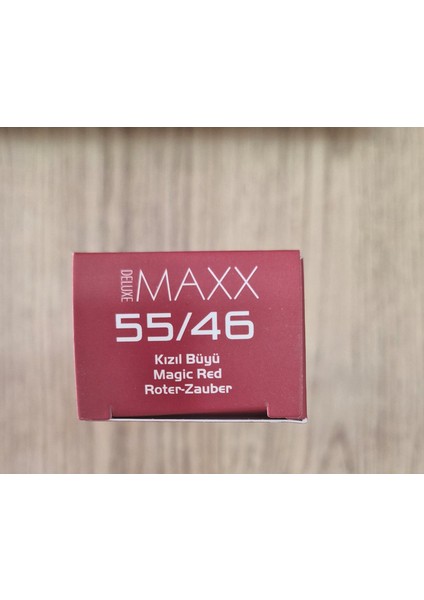 DELUXE MAXX
55/46
Kızıl Büyü
Magic Red
Roter-Zauber